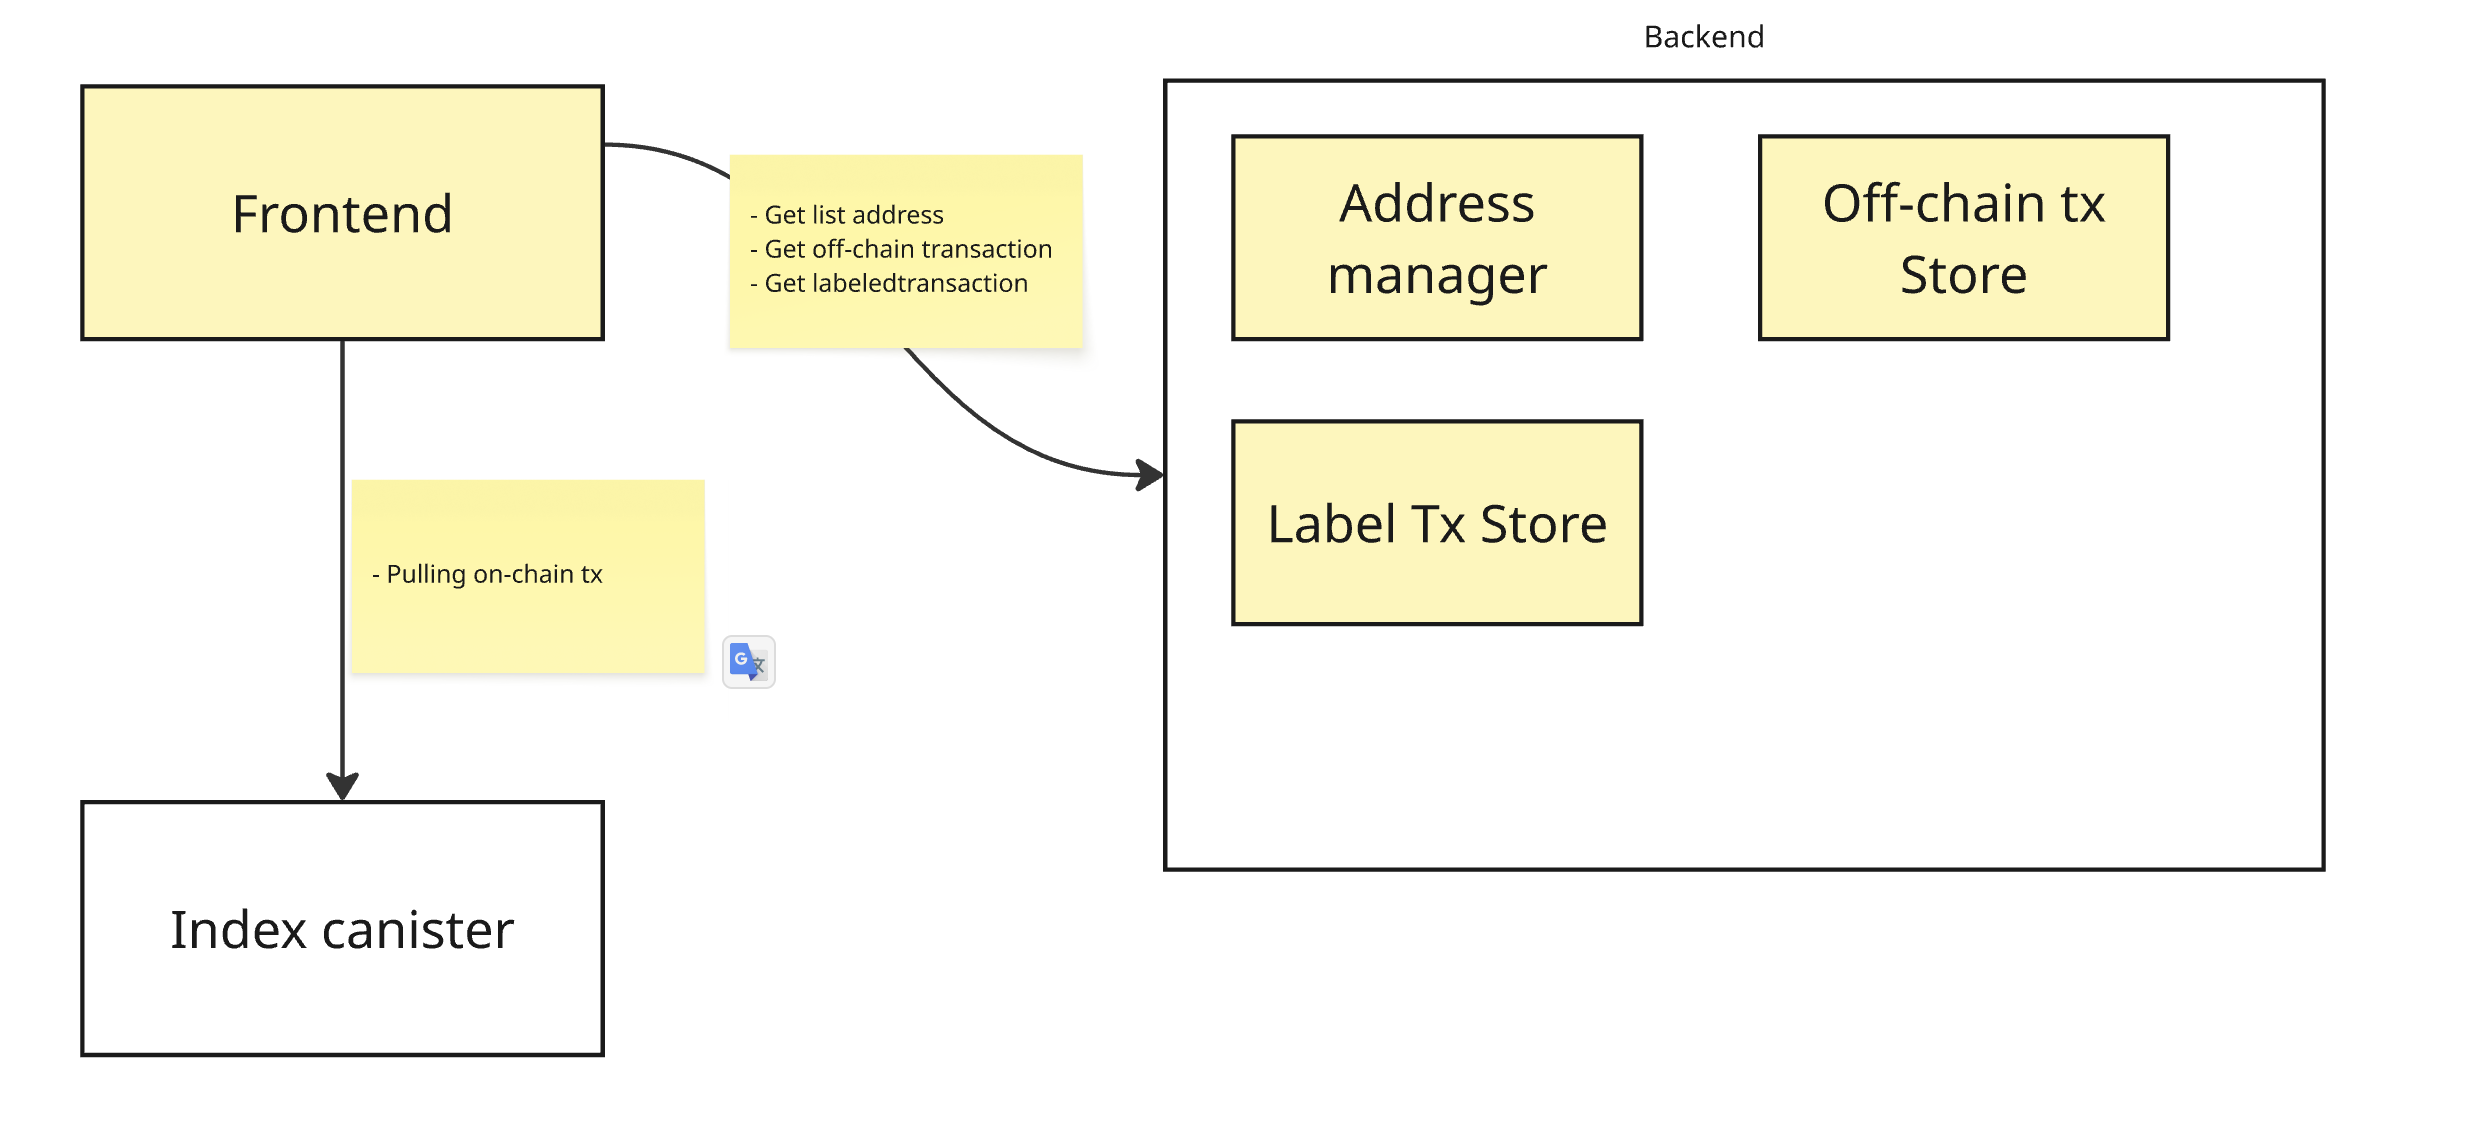 Backend
Frontend
- Get list address
- Get off-chain transaction
- Get labeledtransaction
Address
manager
Off-chain tx
Store
Label Tx Store
- Pulling on-chain tx
G 文
Index canister